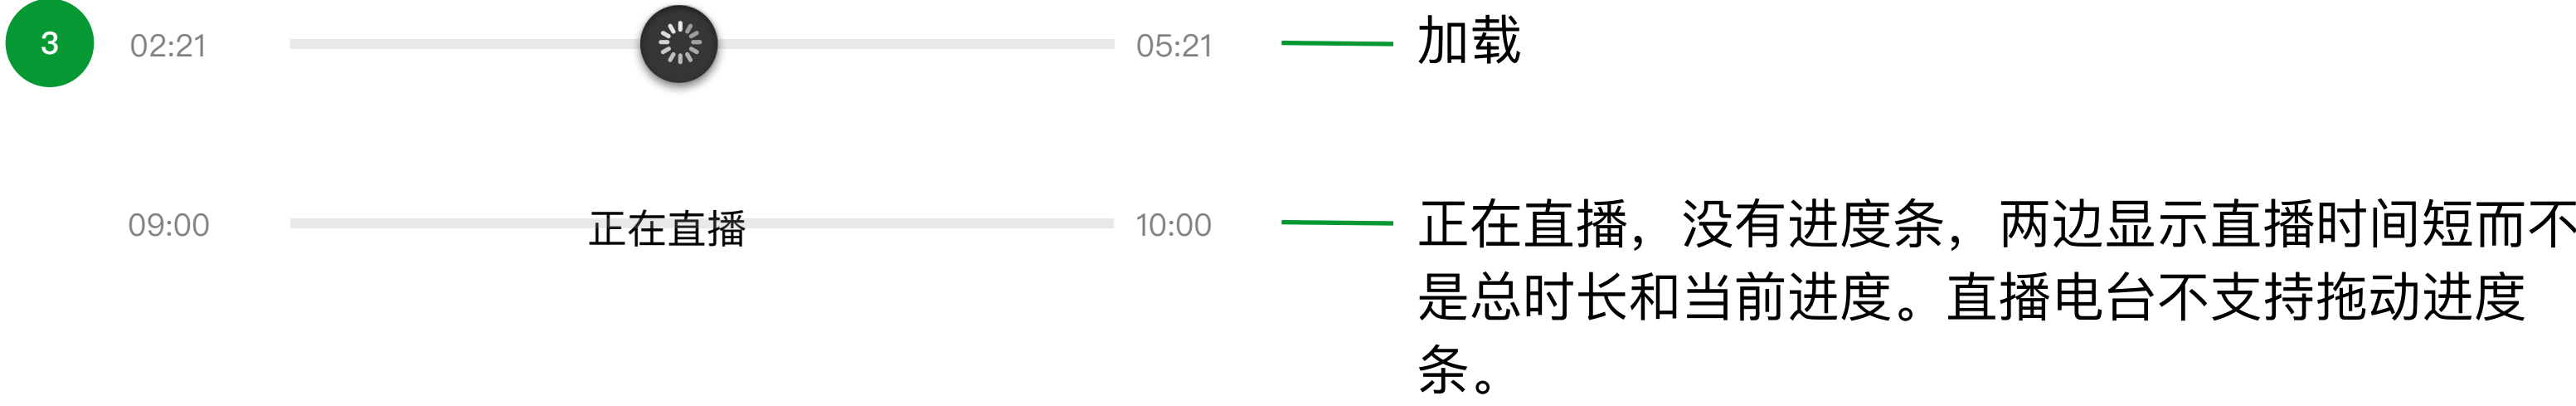 3
02:21
05:21
加载
09:00
正在直播
10:00
正在直播，没有进度条，两边显示直播时间短而不
是总时长和当前进度。直播电台不支持拖动进度
条。